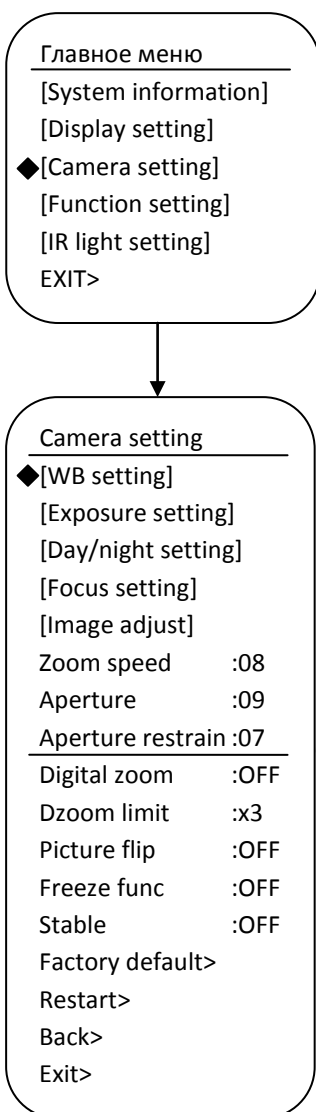 Главное меню
[System information]
[Display setting]
◆[Camera setting]
[Function setting]
[IR light setting]
EXIT>
Camera setting
◆[WB setting]
[Exposure setting]
[Day/night setting]
[Focus setting]
[Image adjust]
Zoom speed :08
Aperture :09
Aperture restrain :07
Digital zoom :OFF
Dzoom limit :x3
Picture flip :OFF
Freeze func :OFF
Stable :OFF
Factory default>
Restart>
Back>
Exit>